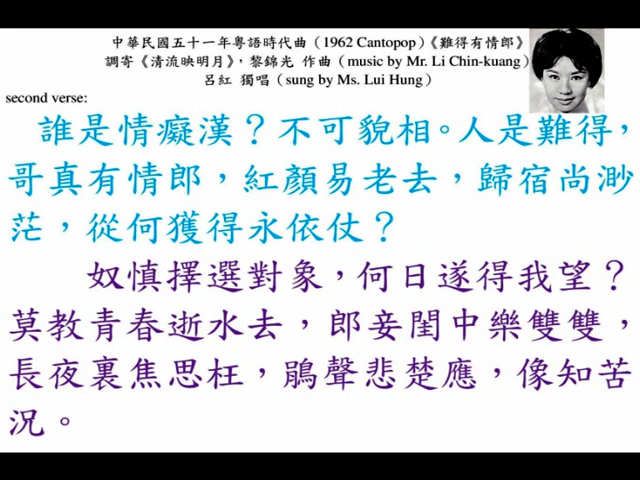 中華民國五十一年粵語時代曲（1962 Cantopop）《難得有情郎》
調寄《清流映明月》，黎錦光 作曲（music by Mr. Li Chin-kuang）
呂紅 獨唱（sung by Ms. Lui Hung）
second verse:
誰是情癡漢？不可貌相。人是難得，
哥真有情郎，紅顏易老去，歸宿尚渺
茫，從何獲得永依仗？
奴慎擇選對象，何日遂得我望？
莫教青春逝水去，郎妾閨中樂雙雙，
長夜裏焦思枉，鵑聲悲楚應，像知苦
況。